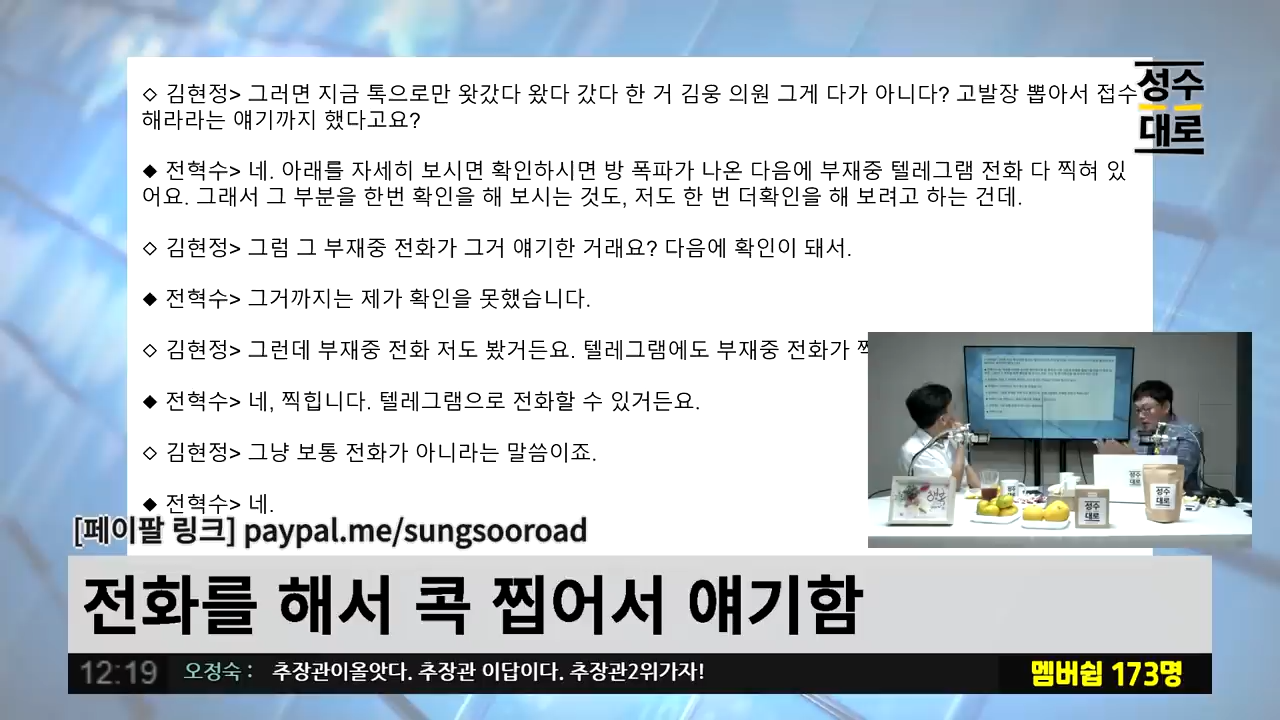 ◇ 김현정> 그러면 지금 톡으로만 왓갔다 왔다 갔다 한 거 김웅 의원 그게 다가 아니다? 고발장 뽑아서 접수
해라라는 얘기까지 했다고요?
◆ 전혁수> 네. 아래를 자세히 보시면 확인하시면 방 폭파가 나온 다음에 부재중 텔레그램 전화 다 찍혀 있
어요. 그래서 그 부분을 한번 확인을 해 보시는 것도, 저도 한 번 더확인을 해 보려고 하는 건데.
◇ 김현정> 그럼 그 부재중 전화가 그거 얘기한 거래요? 다음에 확인이 돼서.
◆ 전혁수> 그거까지는 제가 확인을 못했습니다.
◇ 김현정> 그런데 부재중 전화 저도 봤거든요. 텔레그램에도 부재중 전화가
◆ 전혁수> 네, 찍힙니다. 텔레그램으로 전화할 수 있거든요.
◇ 김현정> 그냥 보통 전화가 아니라는 말씀이죠.
◆ 전혁수> 네.
성수
대로
성수
대로
성수
대로
성수
대로
[페이팔 링크] paypal.me/sungsooroad
전화를 해서 콕 찝어서 얘기함
12:19 오정숙 : 추장관이올앗다. 추장관 이답이다. 추장관2위가자! 멤버쉽 173명